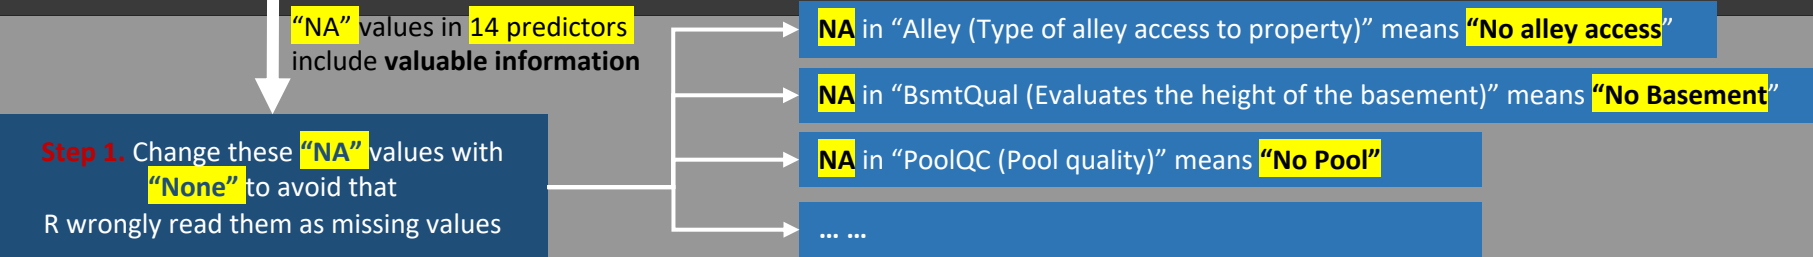 “NA” values in 14 predictors
include valuable information
Step 1. Change these “NA” values with
“None” to avoid that
R wrongly read them as missing values
NA in “Alley (Type of alley access to property)” means “No alley access”
NA in “BsmtQual (Evaluates the height of the basement)” means “No Basement”
NA in “PoolQC (Pool quality)” means “No Pool”
... ...